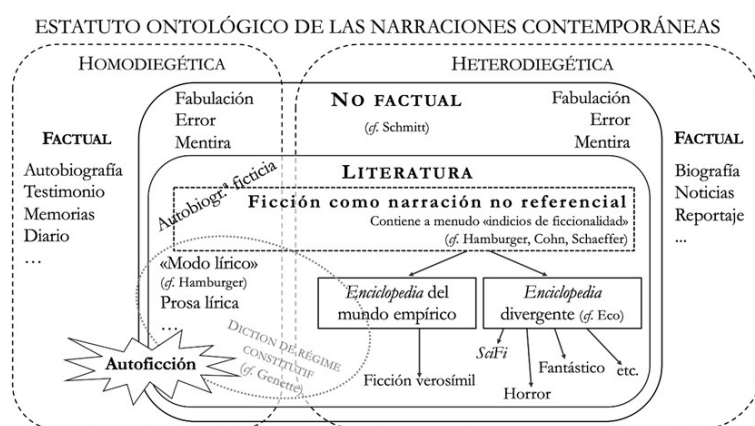 ESTATUTO ONTOLÓGICO DE LAS NARRACIONES CONTEMPORÁNEAS
HOMODIEGÉTICA
HETERODIEGÉTICA
FACTUAL
Autobiografía
Testimonio
Memorias
Diario
…
Fabulación
Error
Mentira
NO FACTUAL
(cf. Schmitt)
Fabulación
Error
Mentira
FACTUAL
Biografía
Noticias
Reportaje
...
LITERATURA
Autobiogr.ª ficticia
Ficción como narración no referencial
Contiene a menudo «indicios de ficcionalidad»
(cf. Hamburger, Cohn, Schaeffer)
«Modo lírico»
(cf. Hamburger)
Prosa lírica
…
DICTION DE RÉGIME
CONSTITUTIF
(cf. Genette)
Autoficción
Enciclopedia del
mundo empírico
Ficción verosímil
Enciclopedia
divergente (cf. Eco)
SciFi
Horror
Fantástico
etc.